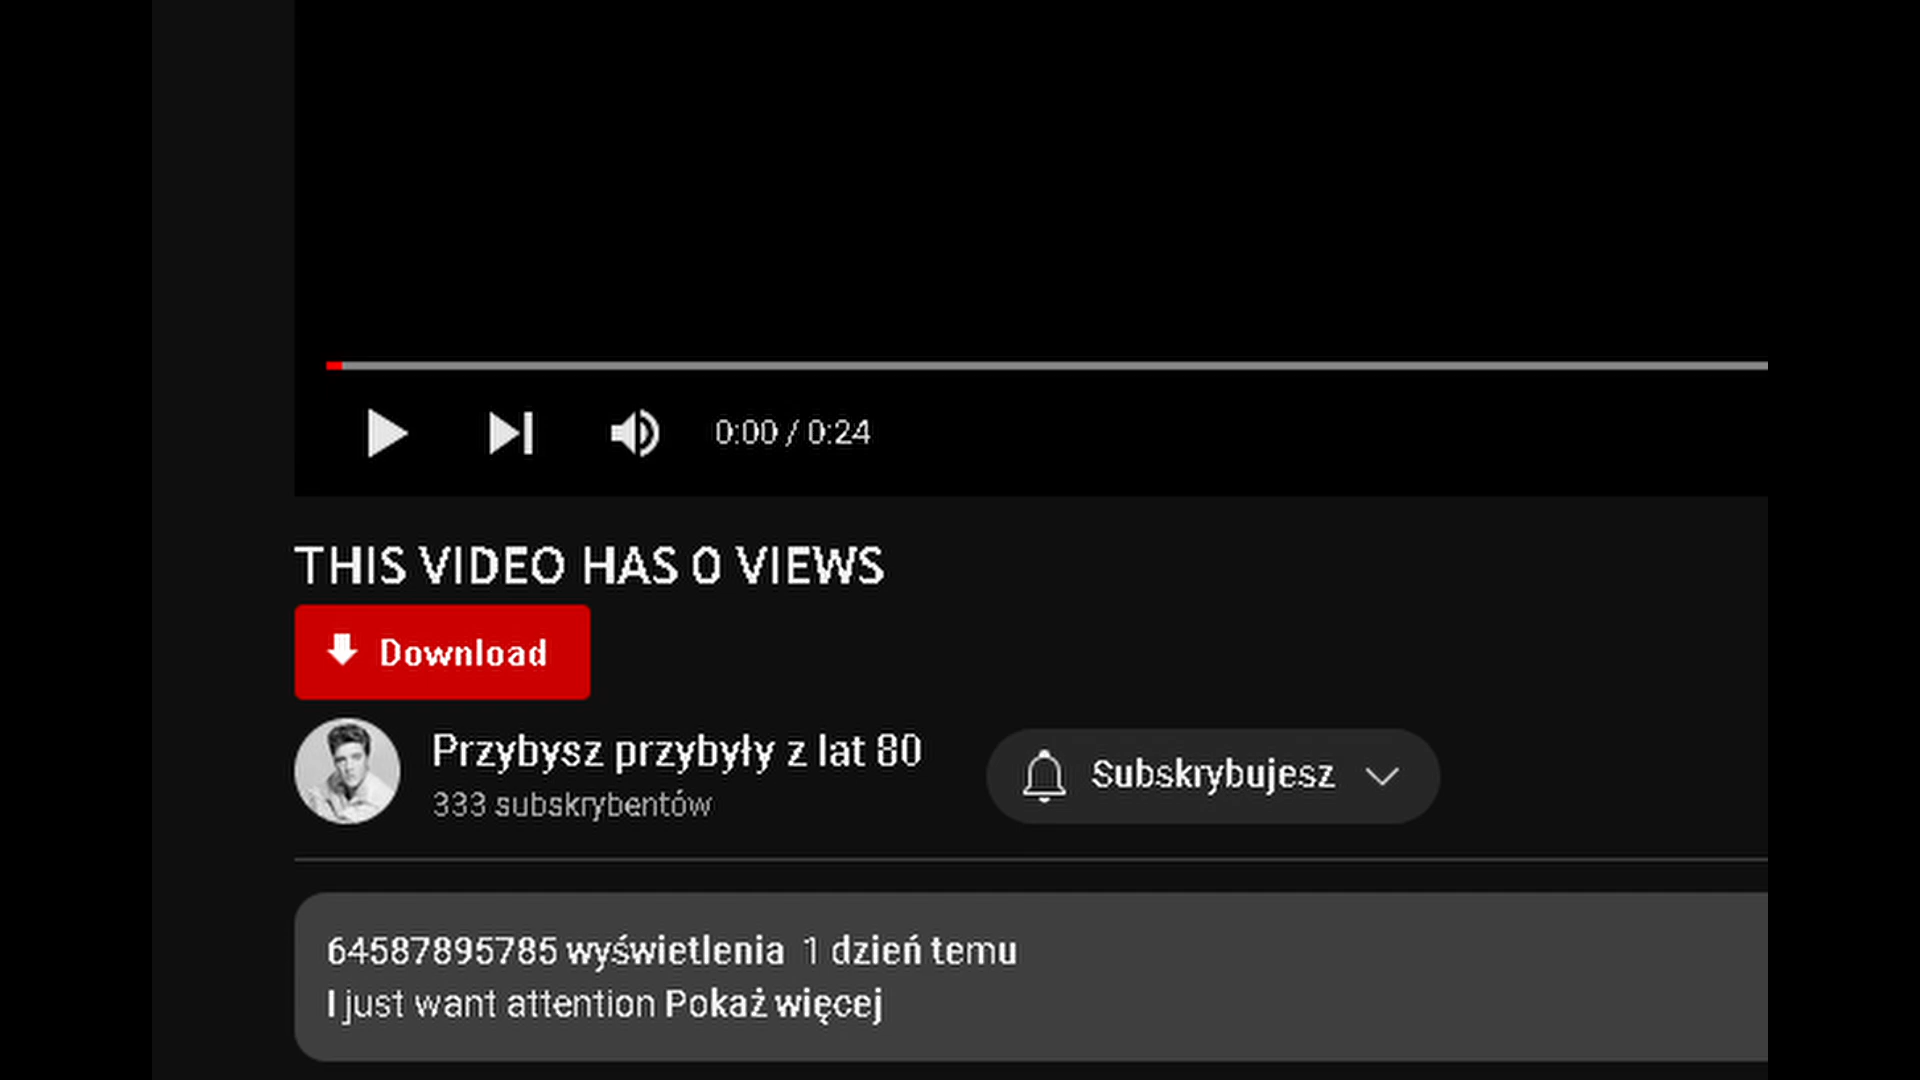 0:00 / 0:24
THIS VIDEO HAS 0 VIEWS
Download
Przybysz przybyły z lat 80
333 subskrybentów
Subskrybujesz
64587895785 wyświetlenia 1 dzień temu
I just want attention Pokaż więcej